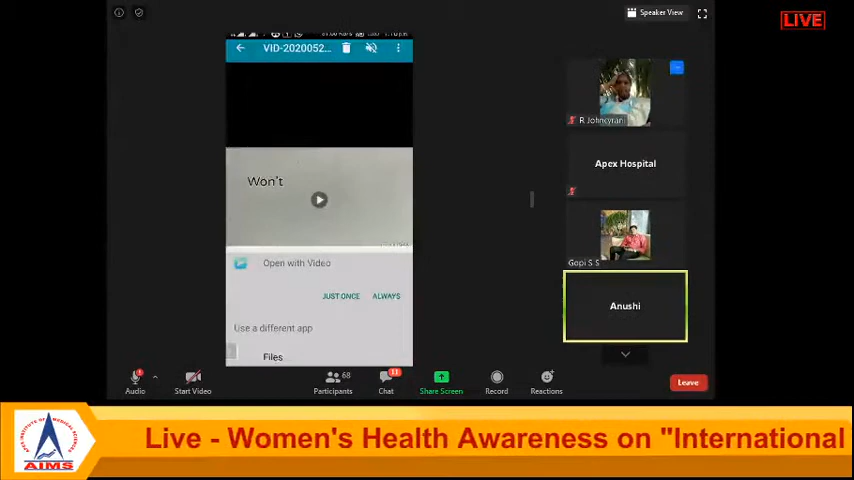 Speaker View
LIVE
VID-2020052...
Won't
Open with Video
JUST ONCE
ALWAYS
Use a different app
Files
R Johncyrani
Apex Hospital
Gopi S S
Anushi
Audio
Start Video
Participants
68
Chat
11
Share Screen
Record
Reactions
Leave
AIMS
Live - Women's Health Awareness on "International